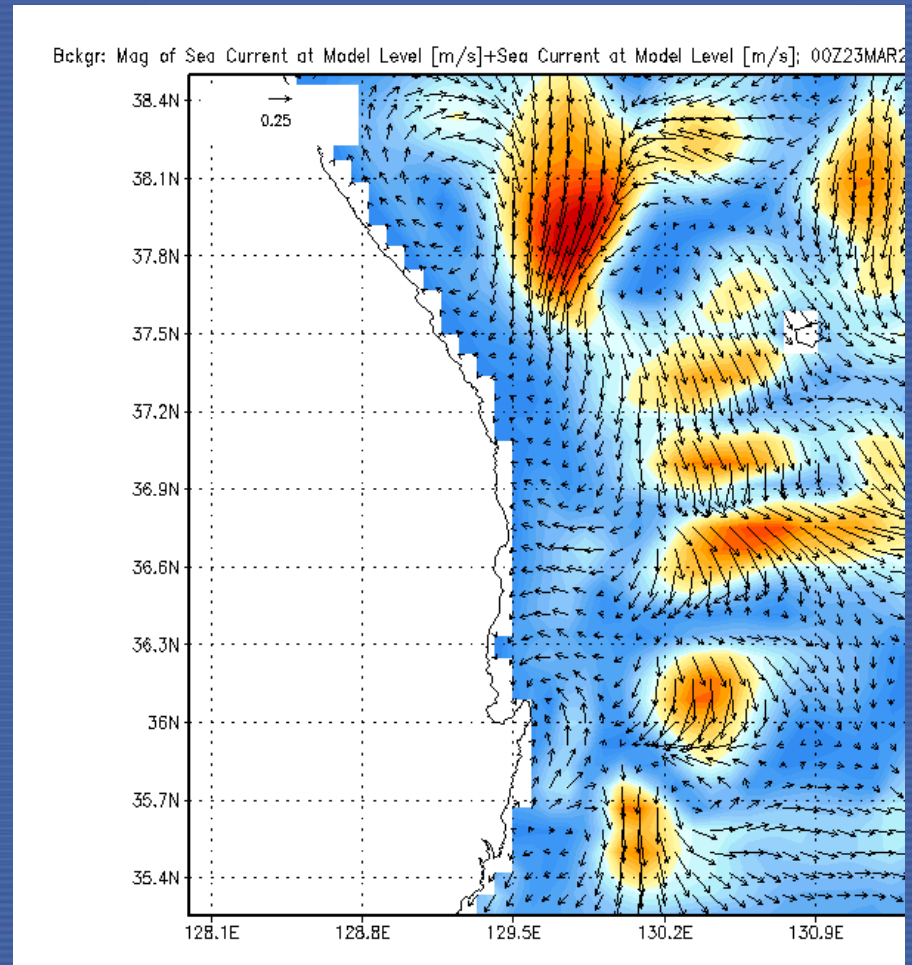 Bckgr: Mag of Sea Current at Model Level [m/s]+Sea Current at Model Level [m/s]; 00Z23MAR2
38.4N
0.25
38.1N
37.8N
37.5N
37.2N
36.9N
36.6N
36.3N
36N
35.7N
35.4N
128.1E 128.8E 129.5E 130.2E 130.9E